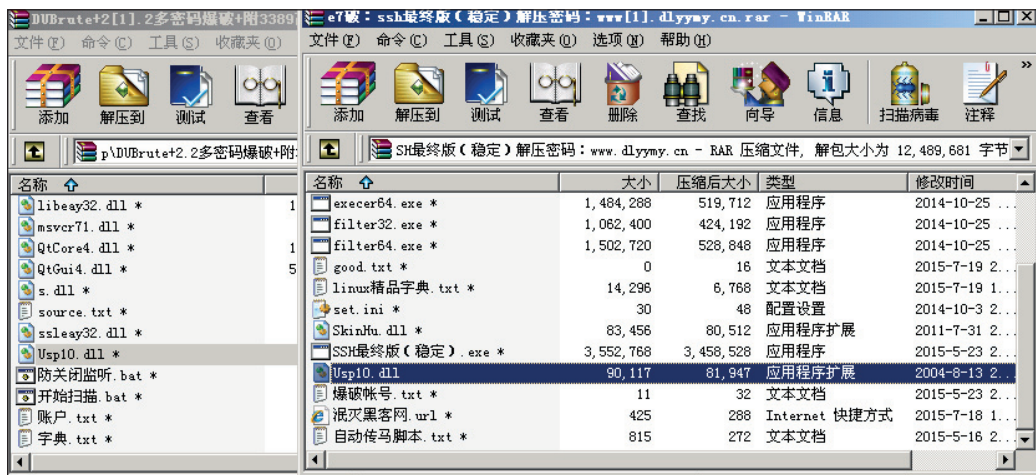 DUBrute+2[1].2多密码爆破+附3389
文件(F) 命令(C) 工具(S) 收藏夹(O)
添加 解压到 测试 查看
p\DUBrute+2.2多密码爆破+附
名称
libeay32.dll * 1
msvcr71.dll *
QtCore4.dll * 1
QtGui4.dll * 5
s.dll *
source.txt *
ssleay32.dll *
Usp10.dll *
防关闭监听.bat *
开始扫描.bat *
账户.txt *
字典.txt *
e7破:ssh最终版(稳定)解压密码:www[1].dlyymy.cn.rar - WinRAR
文件(F) 命令(C) 工具(S) 收藏夹(O) 选项(N) 帮助(H)
添加 解压到 测试 查看 删除 查找 向导 信息 扫描病毒 注释 »
SH最终版(稳定)解压密码:www.dlyymy.cn - RAR 压缩文件, 解包大小为 12,489,681 字节
名称 大小 压缩后大小 类型 修改时间
execer64.exe * 1,484,288 519,712 应用程序 2014-10-25 ...
filter32.exe * 1,062,400 424,192 应用程序 2014-10-25 ...
filter64.exe * 1,502,720 528,848 应用程序 2014-10-25 ...
good.txt * 0 16 文本文档 2015-7-19 2...
linux精品字典.txt * 14,296 6,768 文本文档 2015-7-19 1...
set.ini * 30 48 配置设置 2014-10-3 2...
SkinHu.dll * 83,456 80,512 应用程序扩展 2011-7-31 2...
SSH最终版(稳定).exe * 3,552,768 3,458,528 应用程序 2015-5-23 2...
Usp10.dll 90,117 81,947 应用程序扩展 2004-8-13 2...
爆破帐号.txt * 11 32 文本文档 2015-5-23 2...
泯灭黑客网.url * 425 288 Internet 快捷方式 2015-7-18 1...
自动传马脚本.txt * 815 272 文本文档 2015-5-16 2...